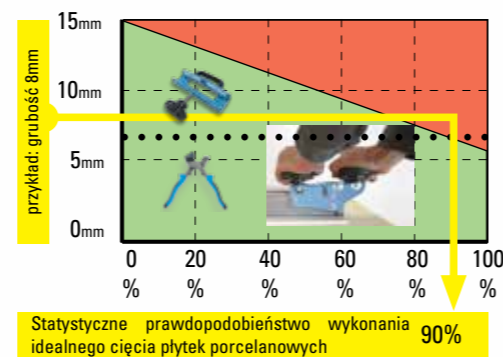 15mm
10mm
5mm
0mm
przykład: grubość 8mm
0 20 40 60 80 100
% % % % % %
Statystyczne prawdopodobieństwo wykonania
idealnego cięcia płytek porcelanowych
90%